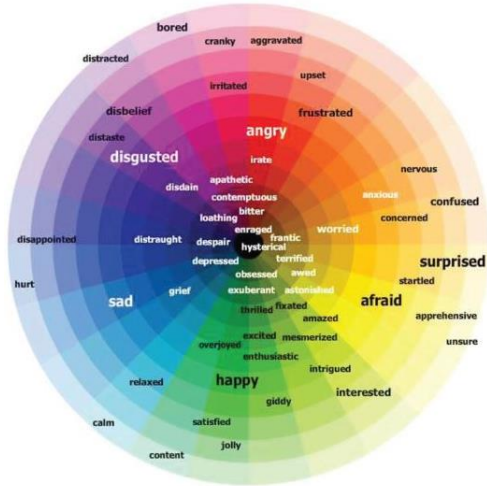 bored
cranky
aggravated
distracted
upset
irritated
disbelief
frustrated
angry
distaste
disgusted
irate
nervous
apathetic
disdain
contemptuous
anxious
confused
bitter
loathing
concerned
enraged
worried
disappointed
distraught
despair
frantic
hysterical
terrified
surprised
depressed
obsessed
awed
startled
hurt
grief
exuberant
astonished
sad
afraid
thrilled
fixated
amazed
apprehensive
excited
mesmerized
unsure
overjoyed
enthusiastic
intrigued
relaxed
happy
interested
giddy
calm
satisfied
jolly
content